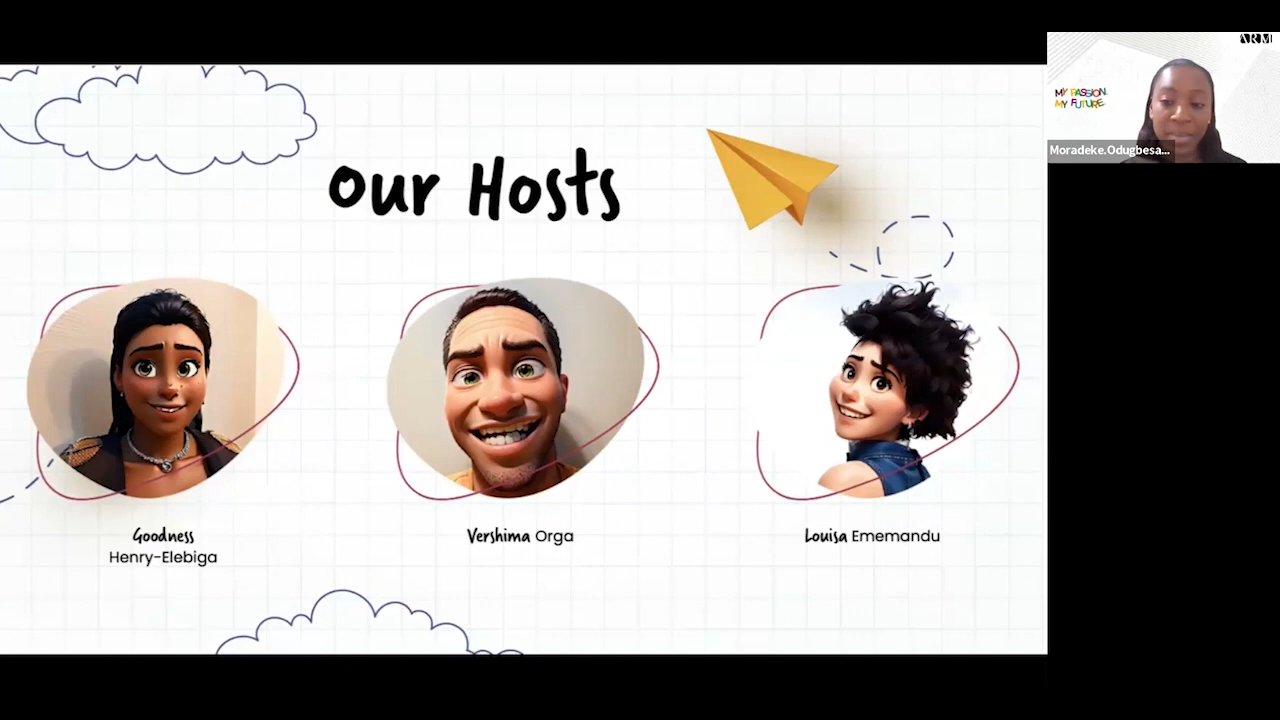 Our Hosts
ARM
MY PASSION.
MY FUTURE.
Moradeke.Odugbesa...
Goodness
Henry-Elebiga
Vershima Orga
Louisa Ememandu